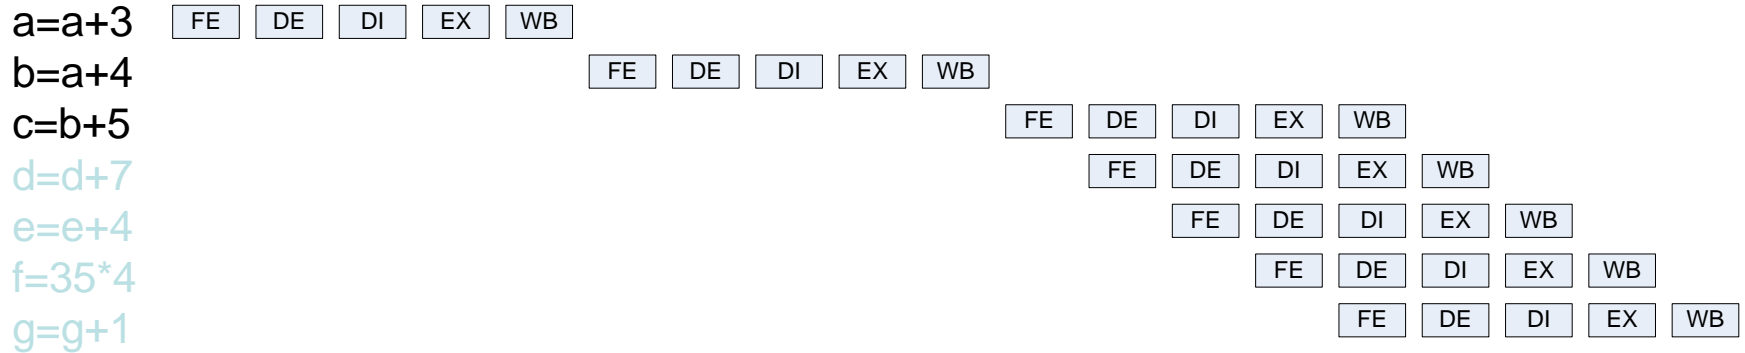 a=a+3 FE DE DI EX WB
b=a+4 FE DE DI EX WB
c=b+5 FE DE DI EX WB
d=d+7 FE DE DI EX WB
e=e+4 FE DE DI EX WB
f=35*4 FE DE DI EX WB
g=g+1 FE DE DI EX WB